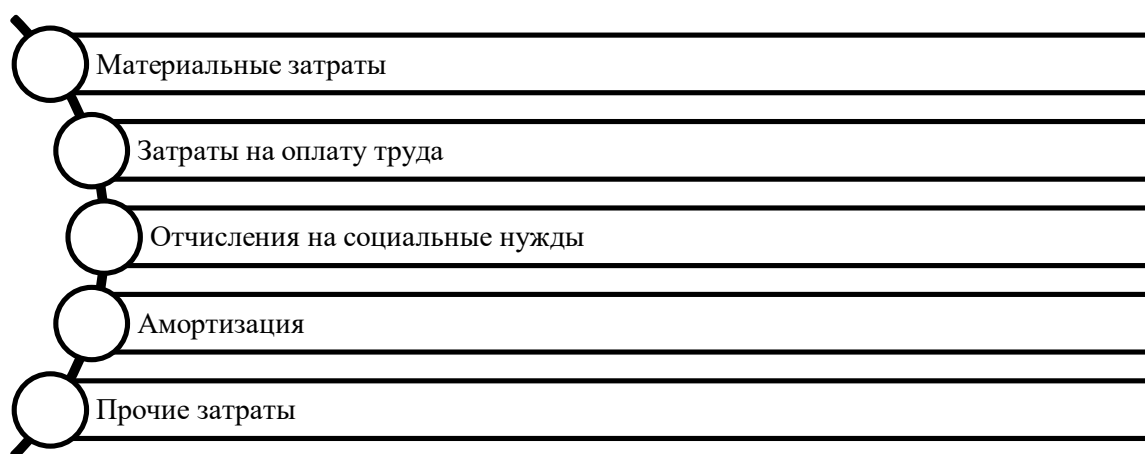 Материальные затраты
Затраты на оплату труда
Отчисления на социальные нужды
Амортизация
Прочие затраты